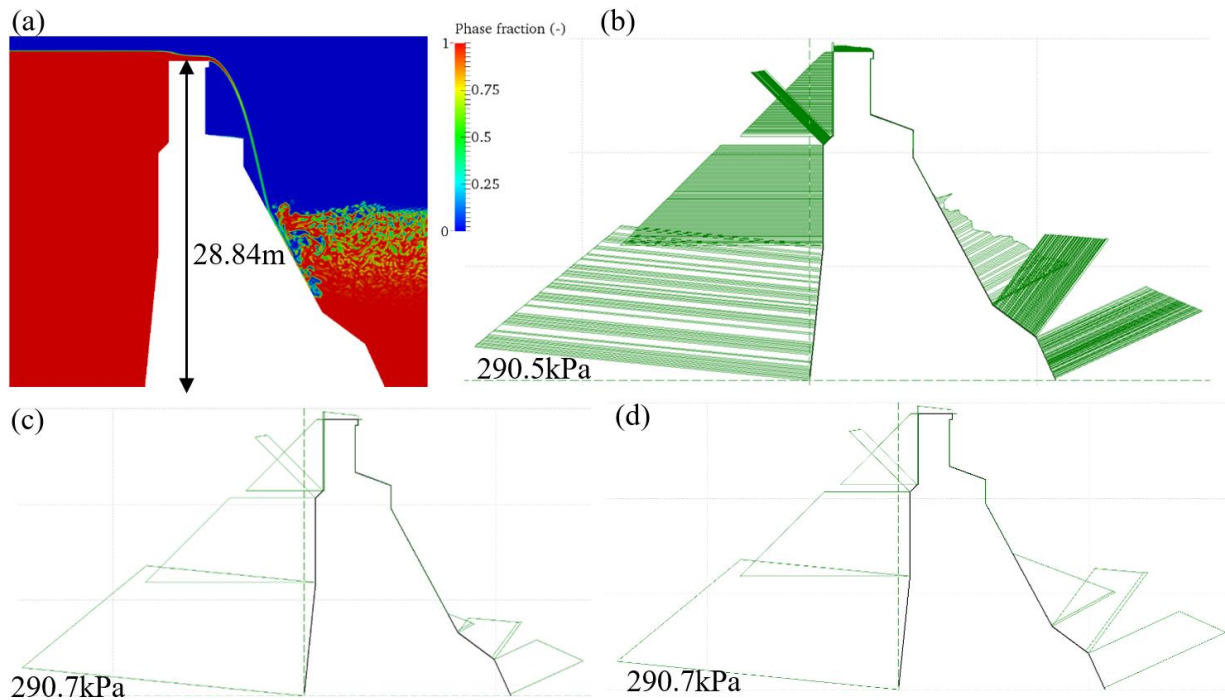 (a)
Phase fraction (-)
1
0.75
0.5
0.25
0
28.84m
(b)
290.5kPa
(c)
290.7kPa
(d)
290.7kPa